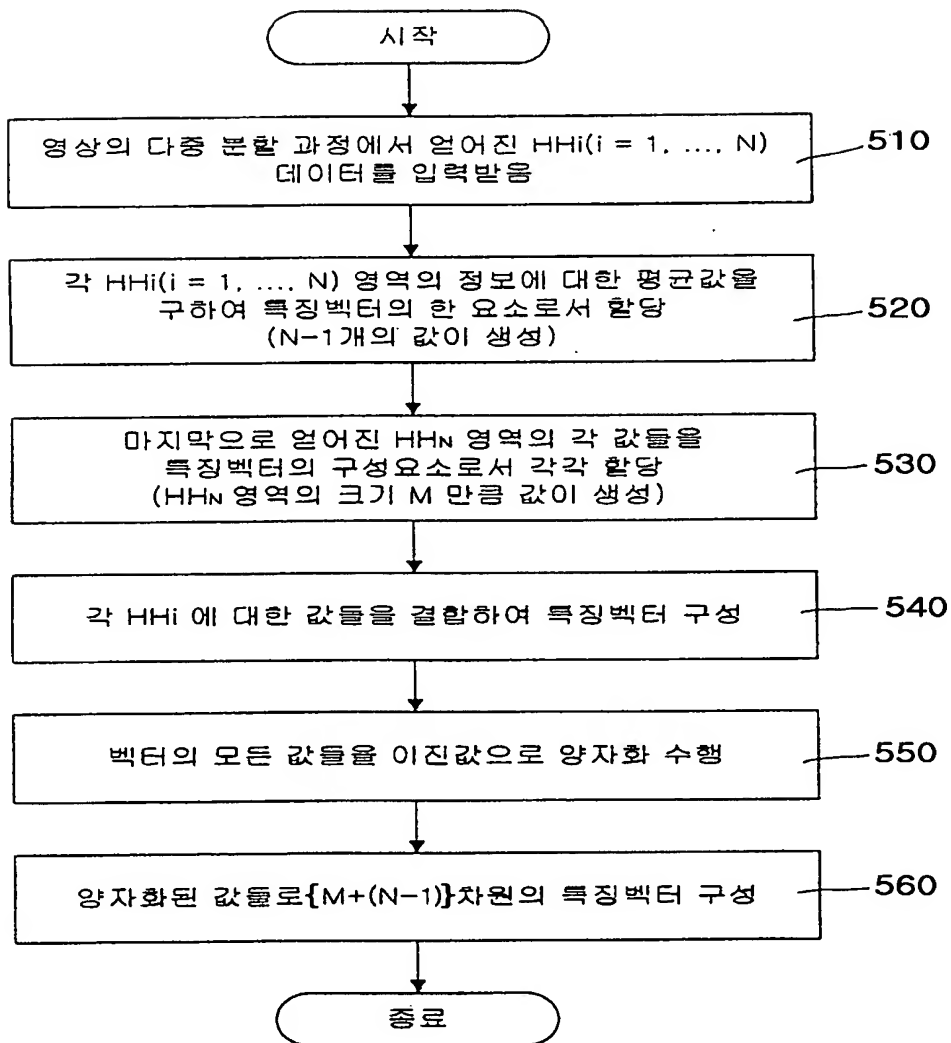 시작
영상의 다중 분할 과정에서 얻어진 HHi(i = 1, ..., N)
데이터를 입력받음
510
각 HHi(i = 1, ..., N) 영역의 정보에 대한 평균값을
구하여 특징벡터의 한 요소로서 할당
(N-1개의 값이 생성)
520
마지막으로 얻어진 HHN 영역의 각 값들을
특징벡터의 구성요소로서 각각 할당
(HHN 영역의 크기 M 만큼 값이 생성)
530
각 HHi 에 대한 값들을 결합하여 특징벡터 구성
540
벡터의 모든 값들을 이진값으로 양자화 수행
550
양자화된 값들로{M+(N-1)}차원의 특징벡터 구성
560
종료